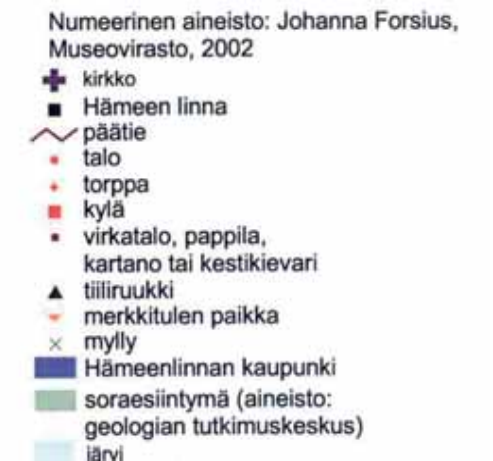 Numeerinen aineisto: Johanna Forsius,
Museovirasto, 2002
kirkko
Hämeen linna
päätie
talo
torppa
kylä
virkatalo, pappila,
kartano tai kestikievari
tiiliruukki
merkkitulen paikka
mylly
Hämeenlinnan kaupunki
soraesiintymä (aineisto:
geologian tutkimuskeskus)
järvi